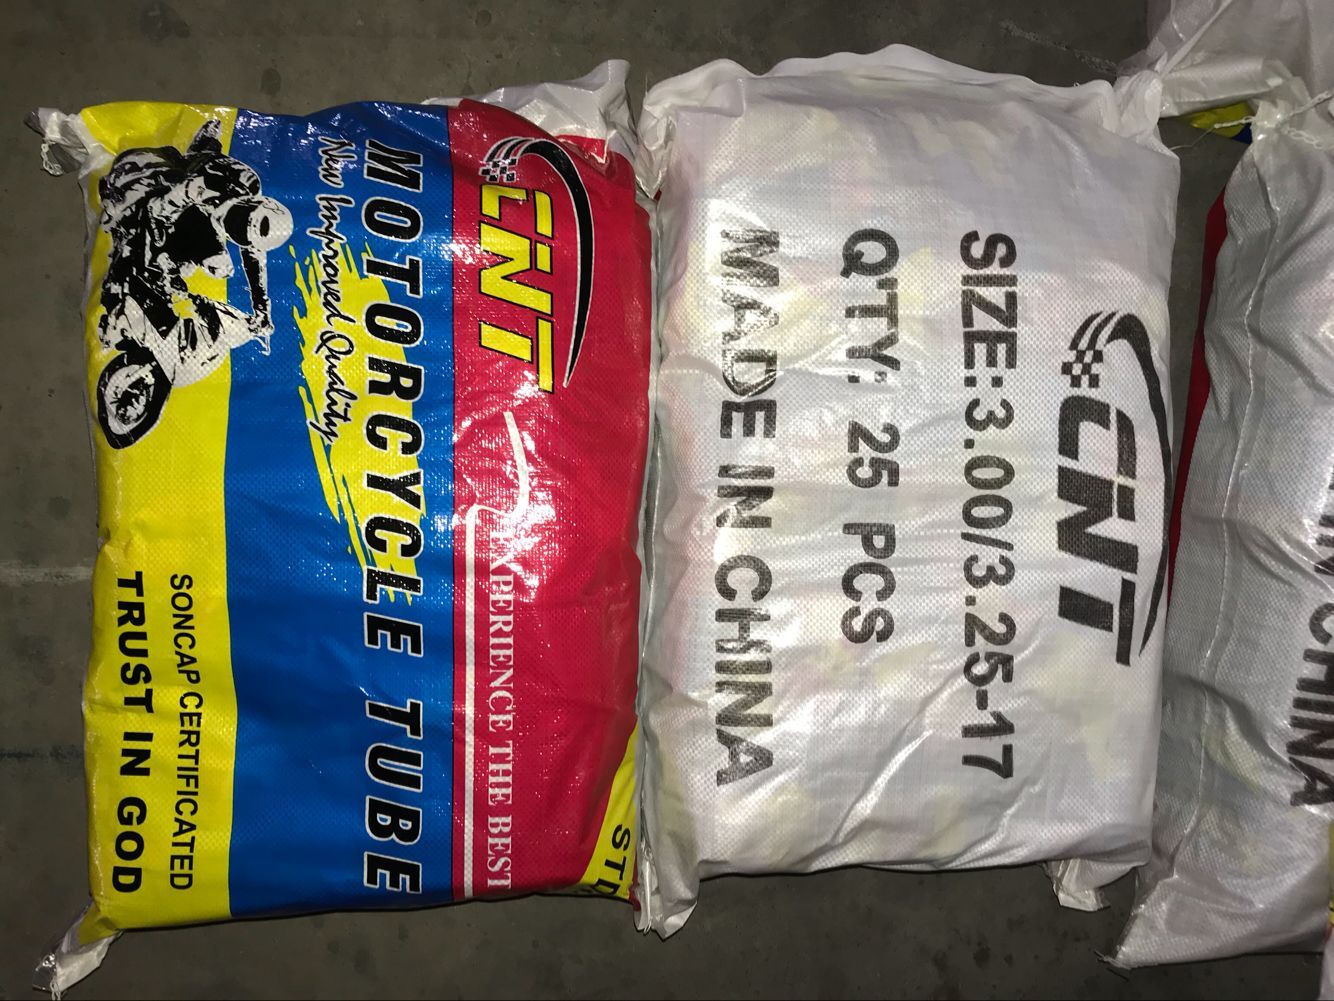 CNT
EXPERIENCE THE BEST
MOTORCYCLE TUBE
New Improved Quality
SONCAP CERTIFICATED
TRUST IN GOD
CNT
SIZE:3.00/3.25-17
QTY: 25 PCS
MADE IN CHINA
CHINA